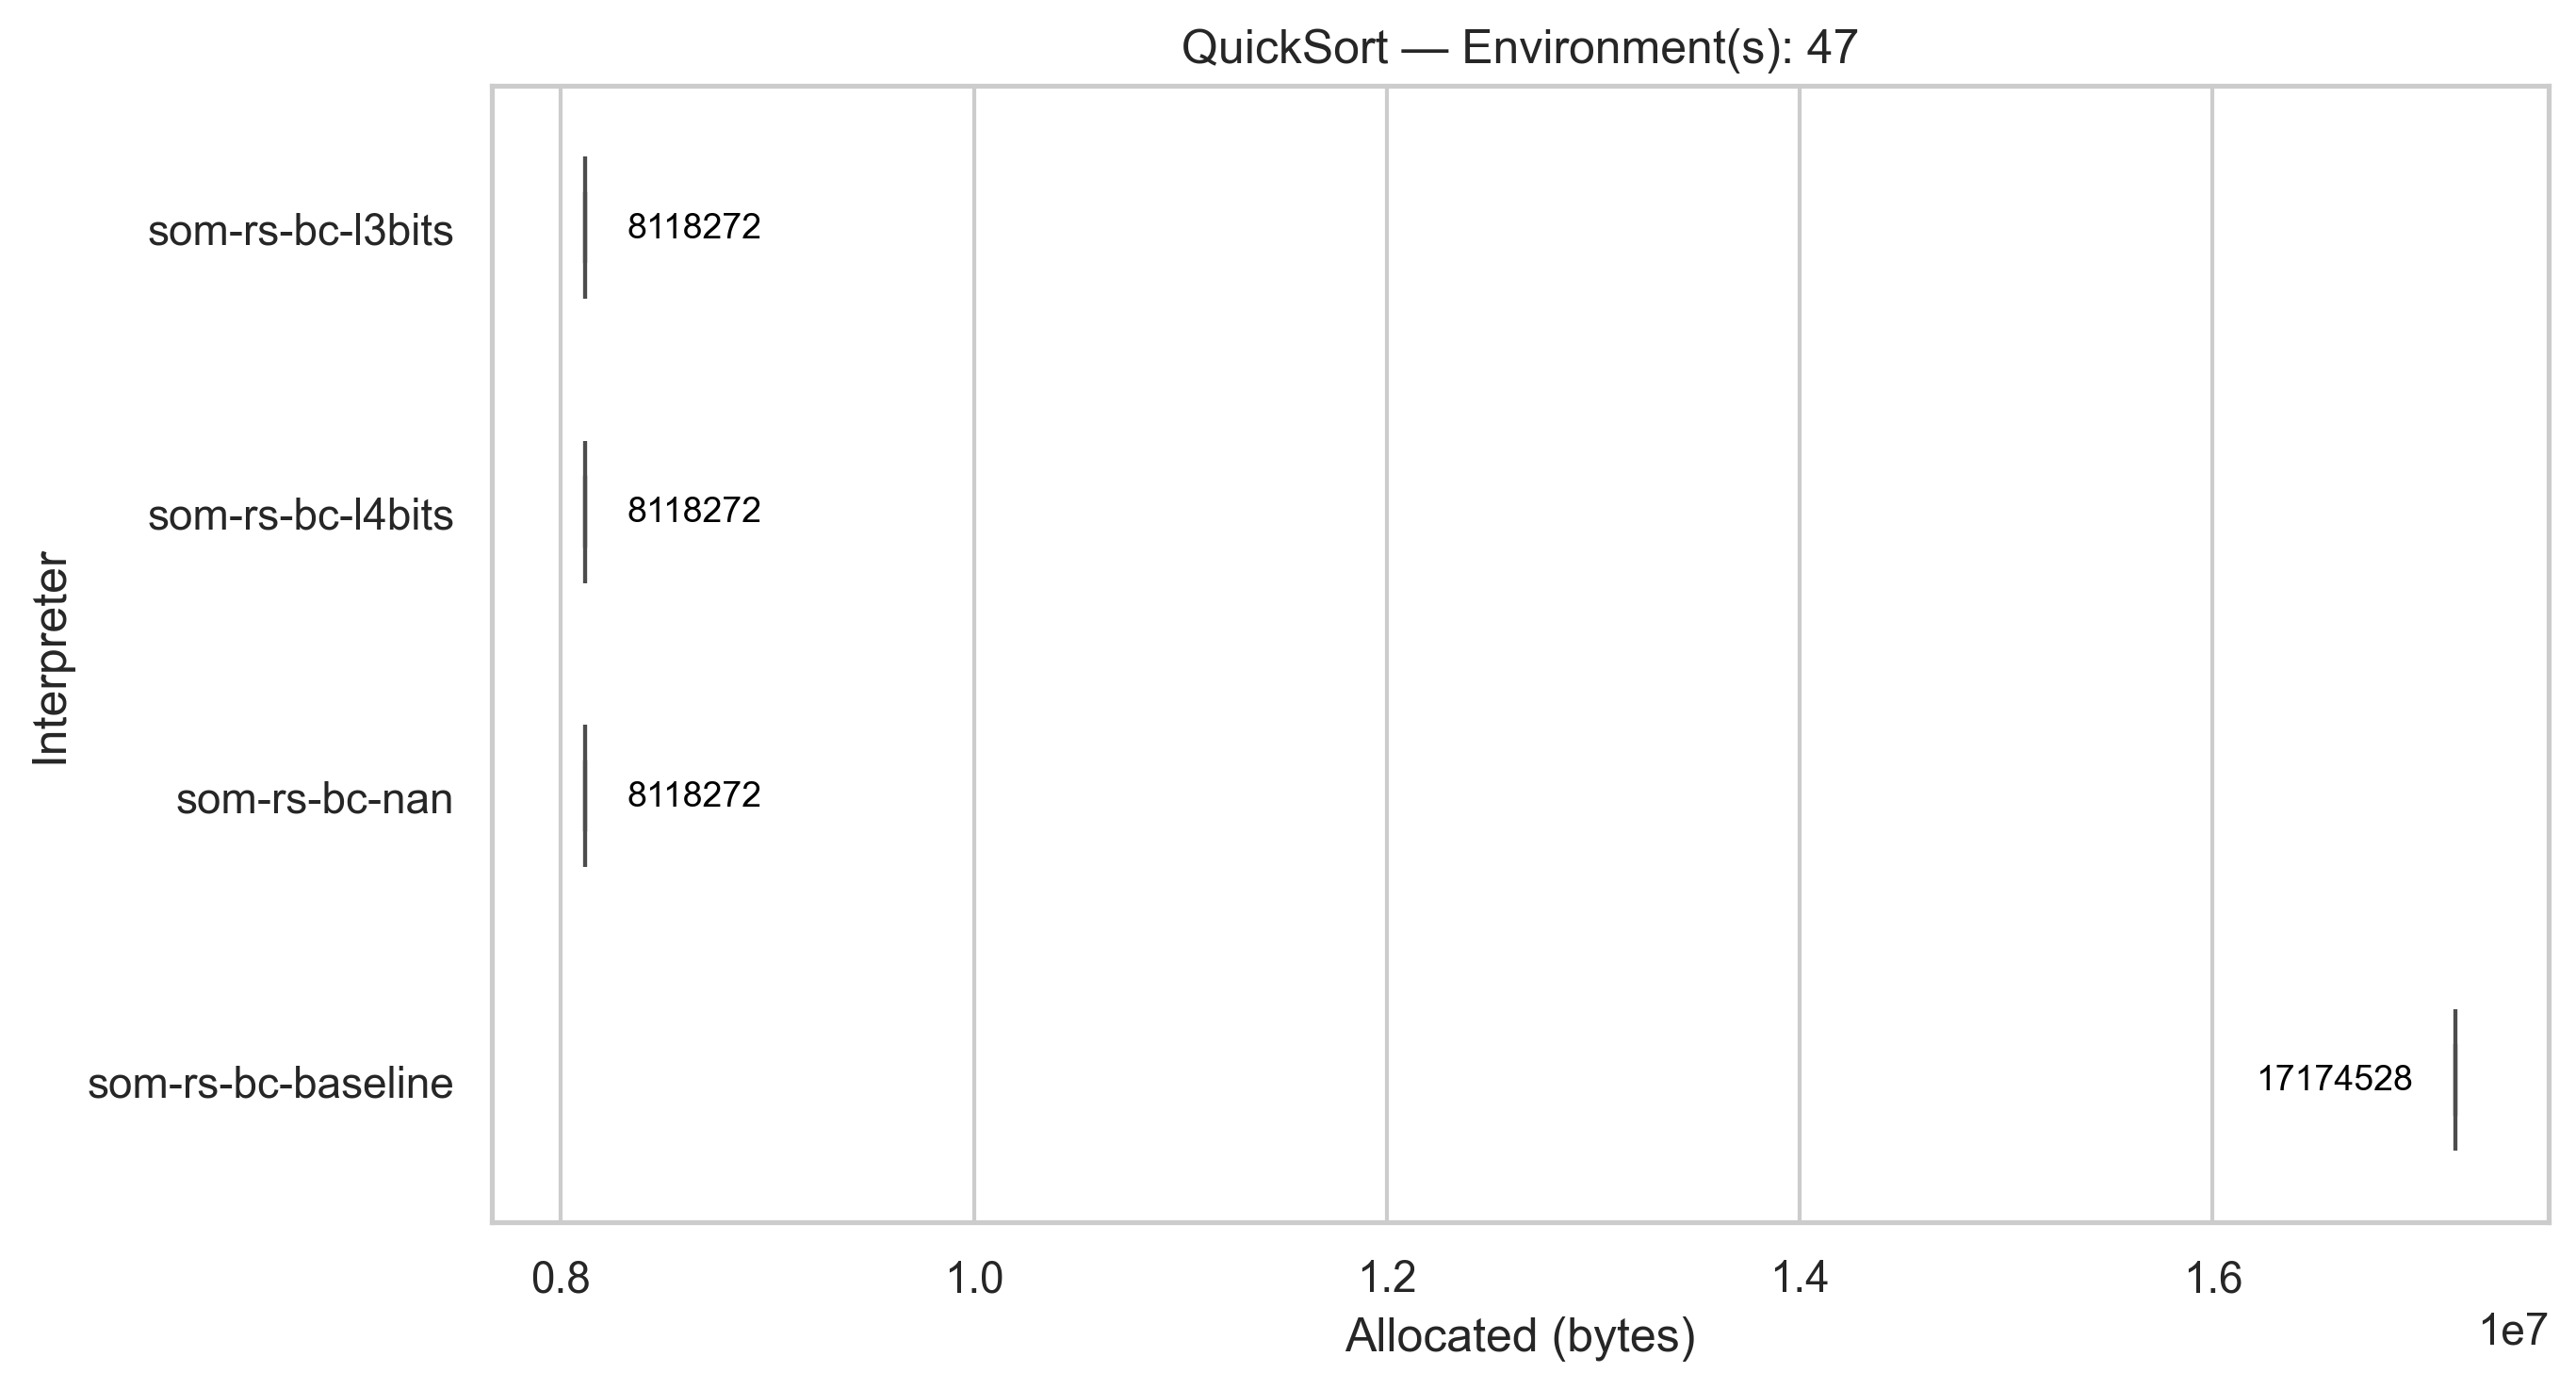 QuickSort — Environment(s): 47
Interpreter
som-rs-bc-l3bits
8118272
som-rs-bc-l4bits
8118272
som-rs-bc-nan
8118272
som-rs-bc-baseline
17174528
0.8 1.0 1.2 1.4 1.6
1e7
Allocated (bytes)